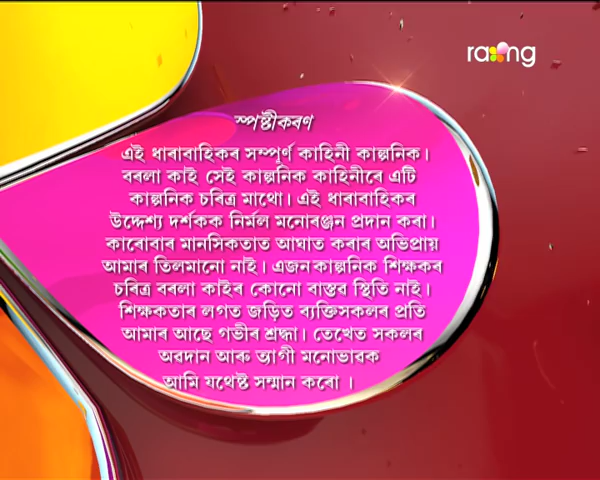 rang
স্পষ্টীকৰণ
এই ধাৰাবাহিকৰ সম্পূৰ্ণ কাহিনী কাল্পনিক।
বৰলা কাই সেই কাল্পনিক কাহিনীৰে এটি
কাল্পনিক চৰিত্ৰ মাথো। এই ধাৰাবাহিকৰ
উদ্দেশ্য দৰ্শকক নিৰ্মল মনোৰঞ্জন প্ৰদান কৰা।
কাৰোবাৰ মানসিকতাত আঘাত কৰাৰ অভিপ্ৰায়
আমাৰ তিলমানো নাই। এজন কাল্পনিক শিক্ষকৰ
চৰিত্ৰ বৰলা কাইৰ কোনো বাস্তৱ স্থিতি নাই।
শিক্ষকতাৰ লগত জড়িত ব্যক্তিসকলৰ প্ৰতি
আমাৰ আছে গভীৰ শ্ৰদ্ধা। তেখেত সকলৰ
অৱদান আৰু ত্যাগী মনোভাৱক
আমি যথেষ্ট সন্মান কৰো ।